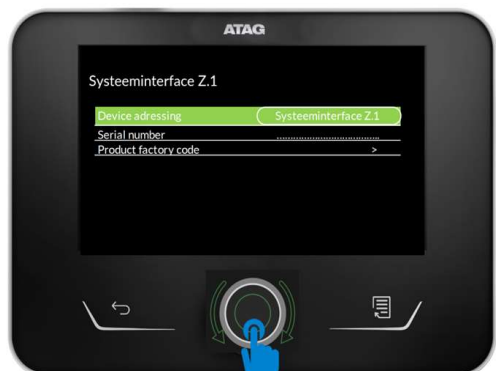 ATAG
Systeeminterface Z.1
Device adressing Systeeminterface Z.1
Serial number ....................................
Product factory code >